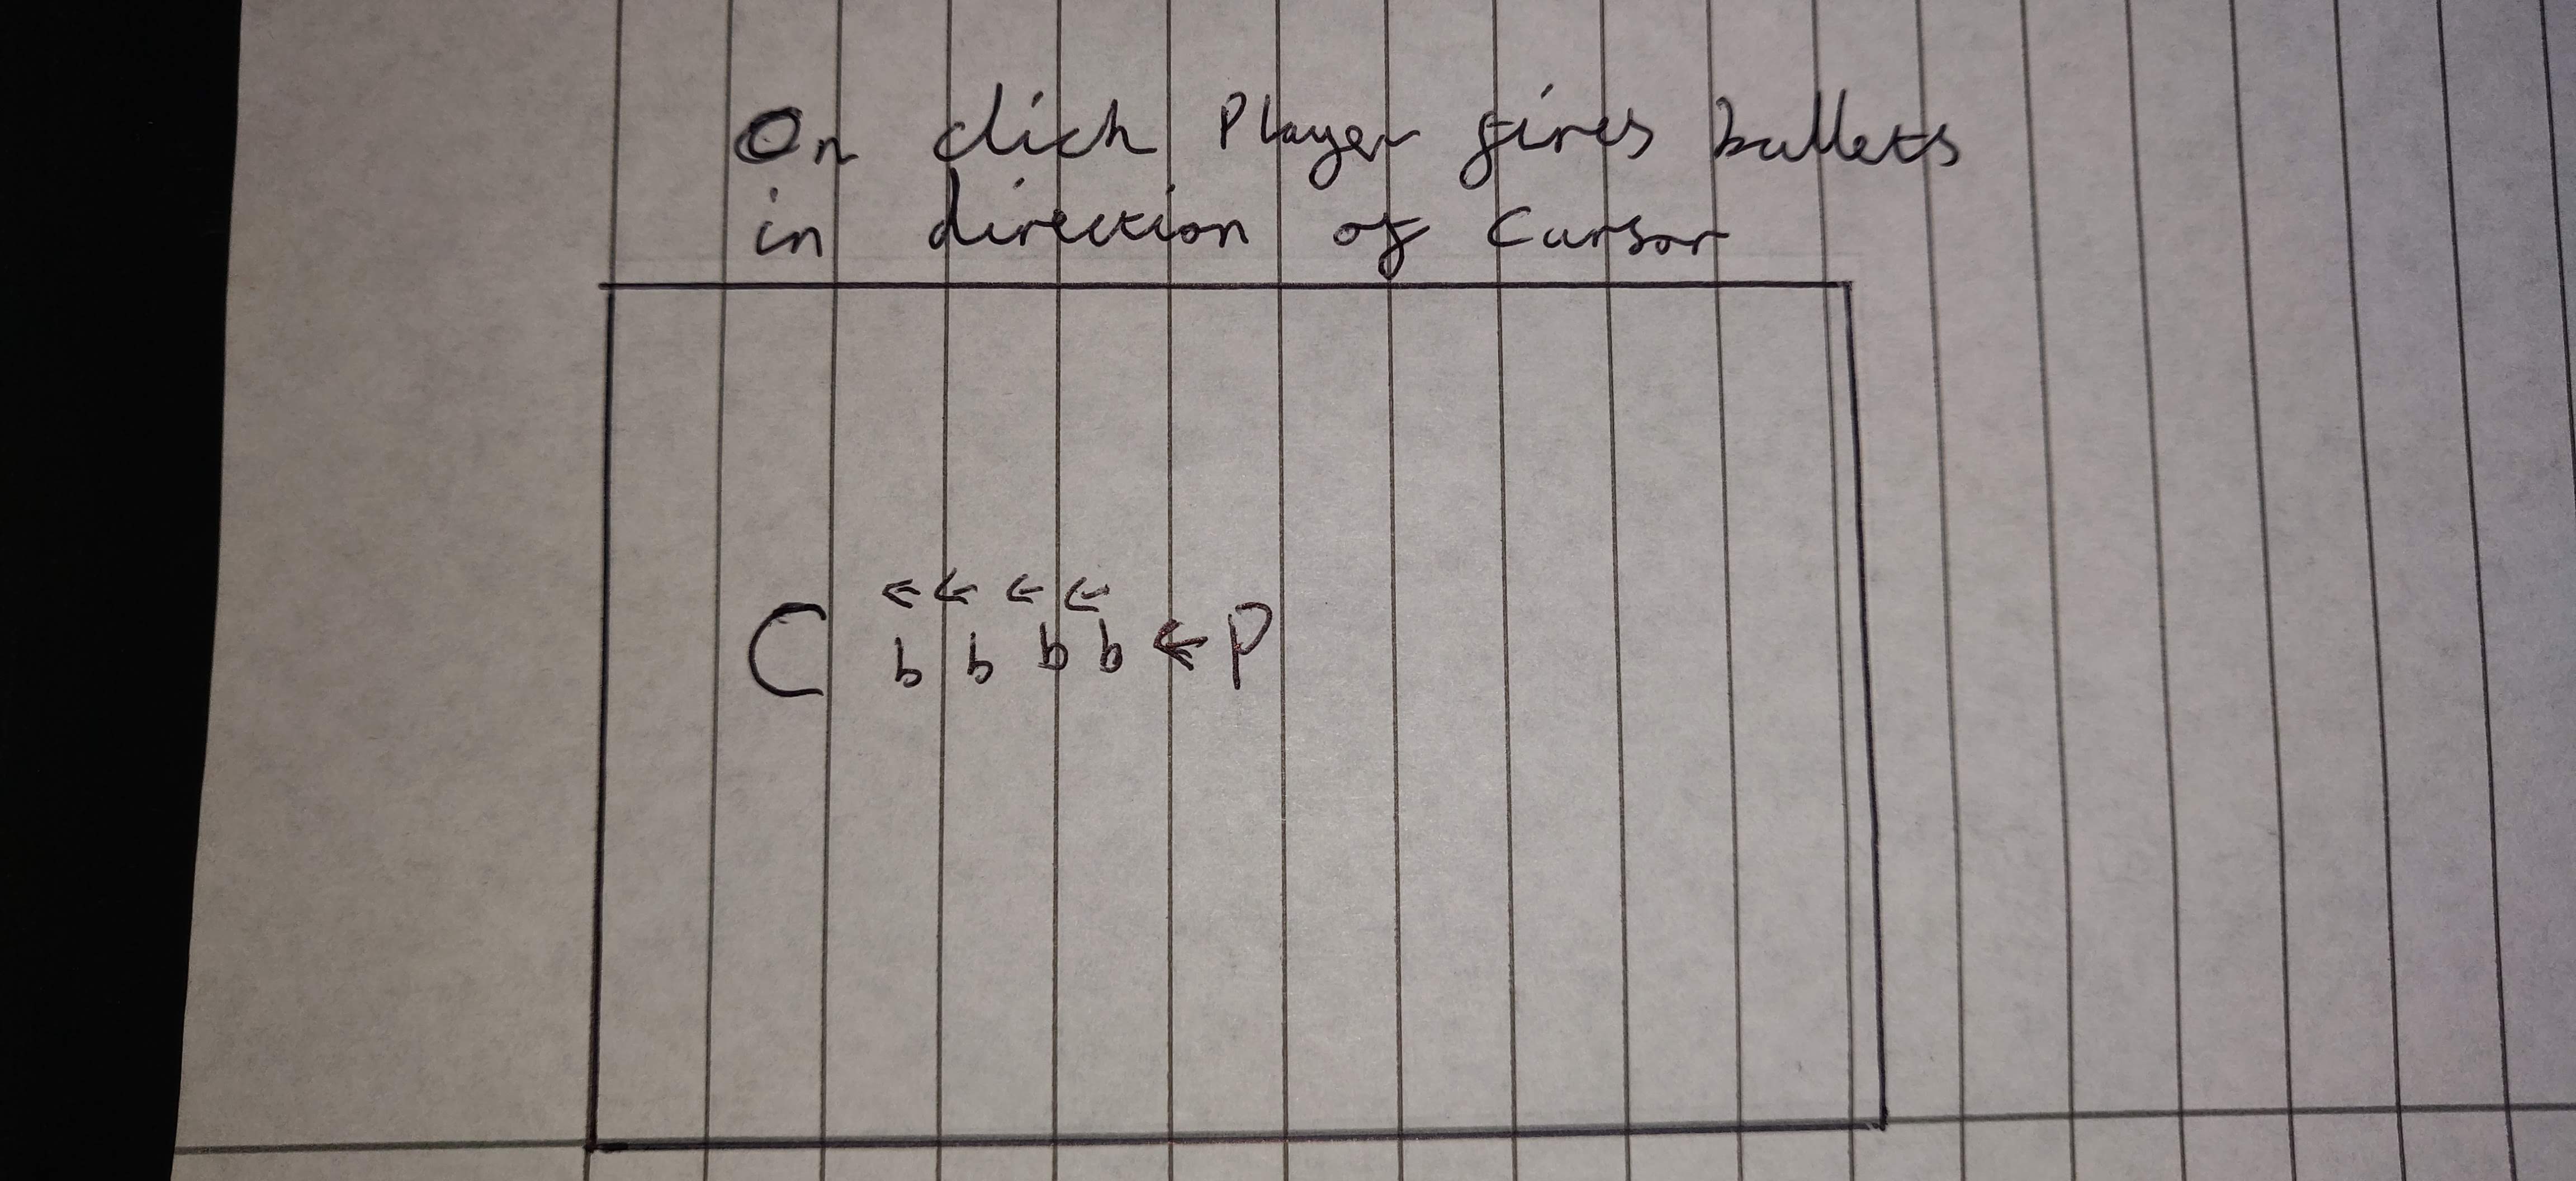 On click Player fires bullets
in direction of Cursor
← ← ← ←
C b b b b ← P